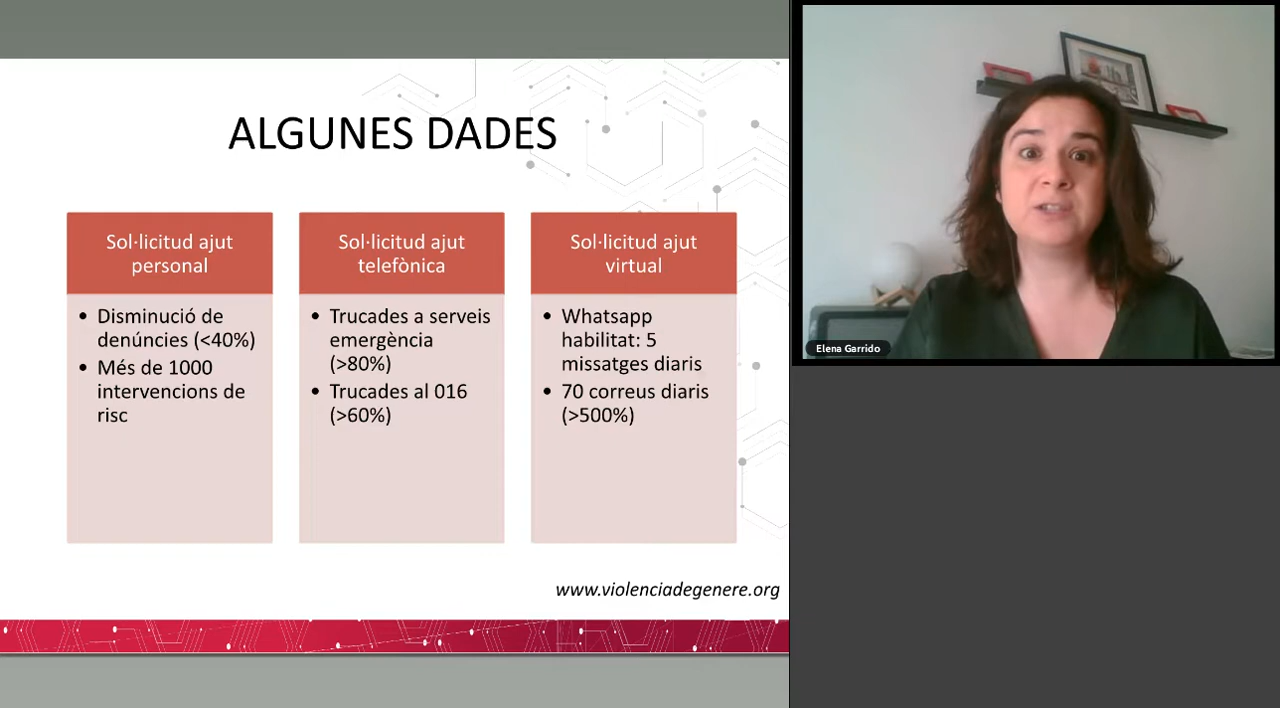 ALGUNES DADES
Sol·licitud ajut
personal
• Disminució de
denúncies (<40%)
• Més de 1000
intervencions de
risc
Sol·licitud ajut
telefònica
• Trucades a serveis
emergència
(>80%)
• Trucades al 016
(>60%)
Sol·licitud ajut
virtual
• Whatsapp
habilitat: 5
missatges diaris
• 70 correus diaris
(>500%)
www.violenciadegenere.org
Elena Garrido